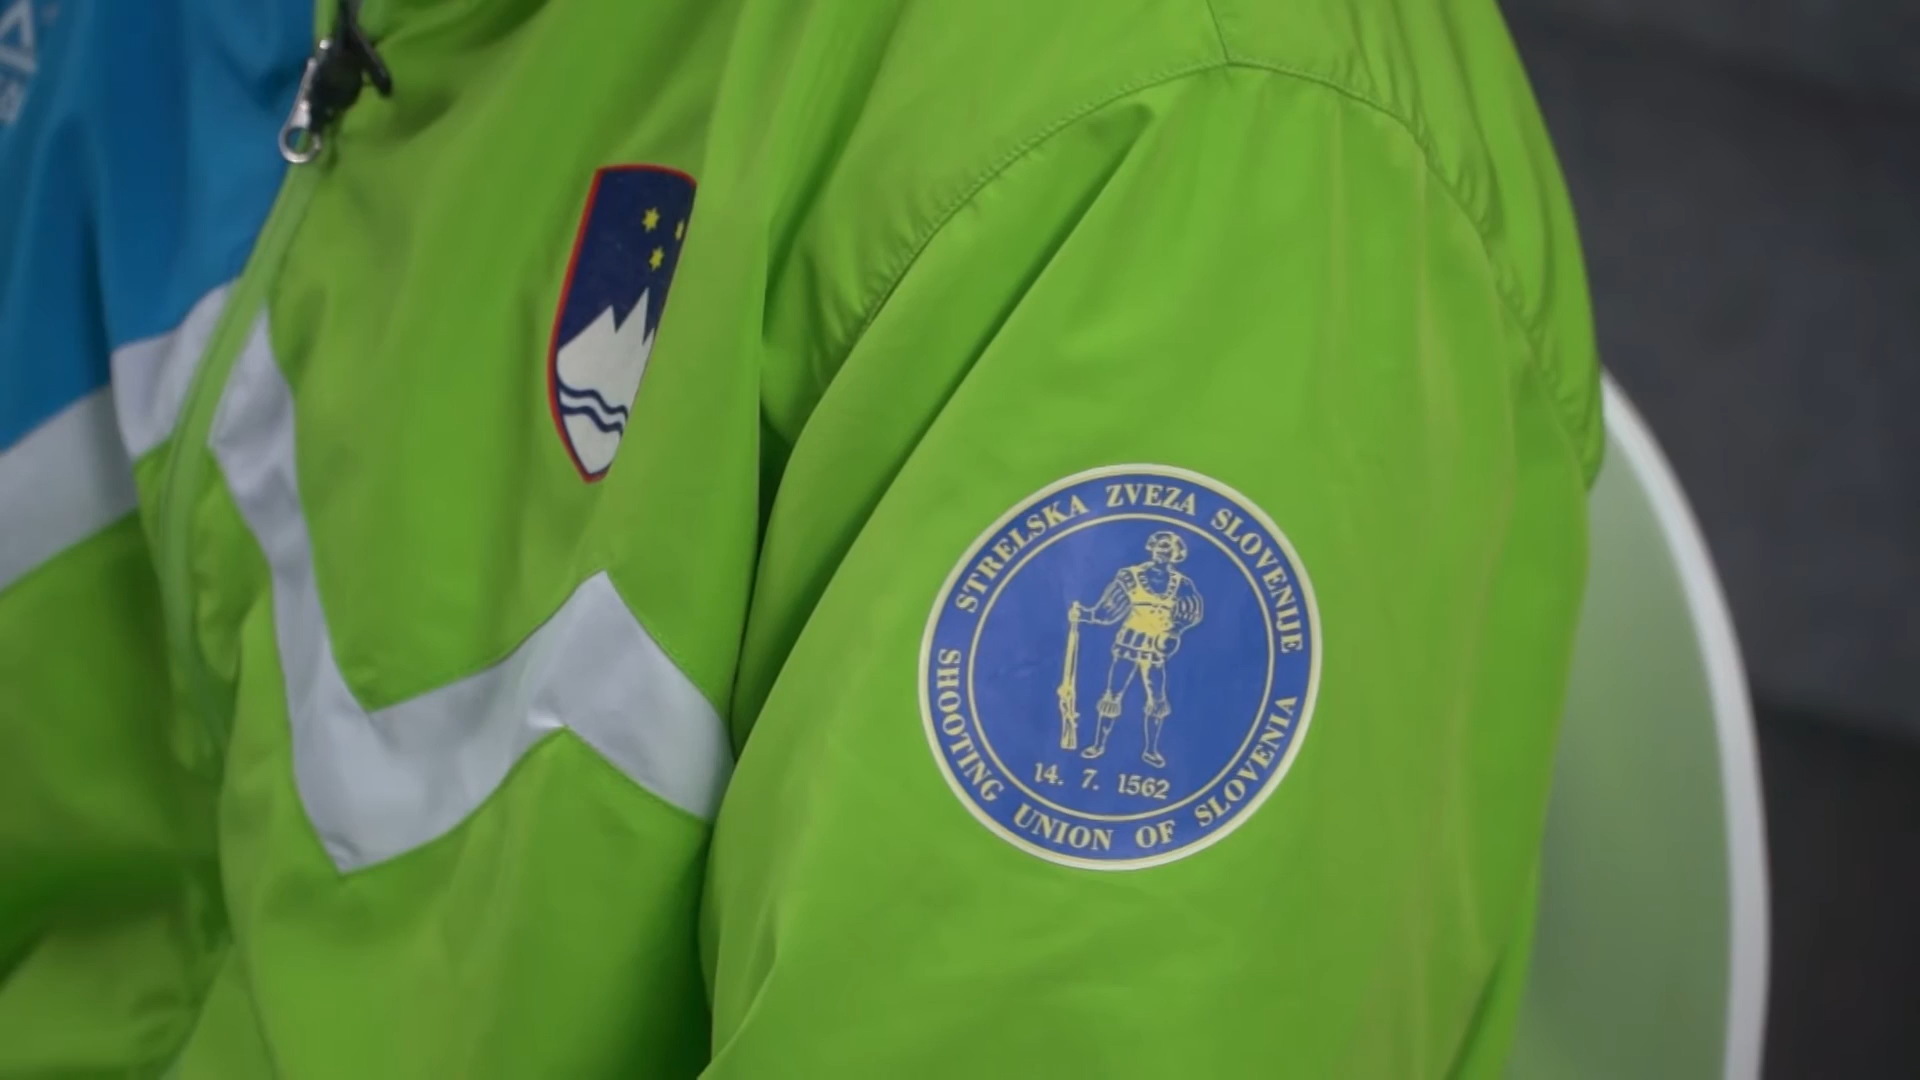 STRELSKA ZVEZA SLOVENIJE
14. 7. 1562
SHOOTING UNION OF SLOVENIA